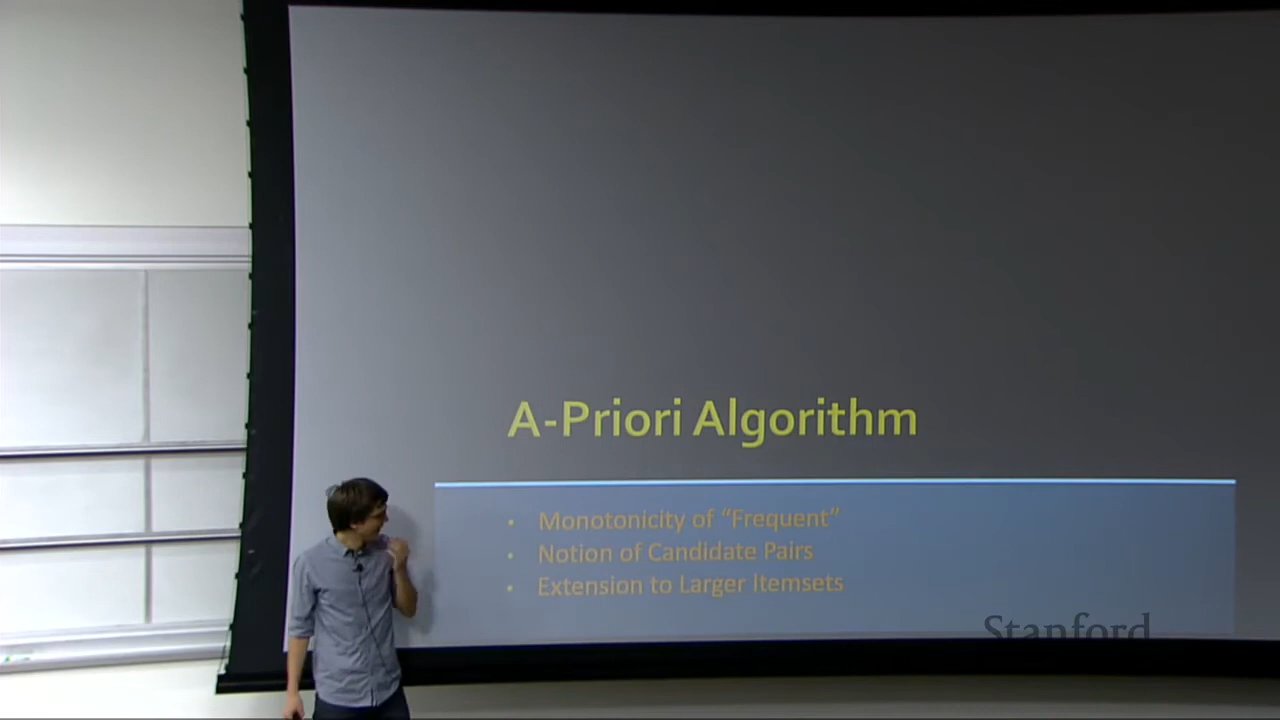 A-Priori Algorithm
• Monotonicity of “Frequent”
• Notion of Candidate Pairs
• Extension to Larger Itemsets
Stanford